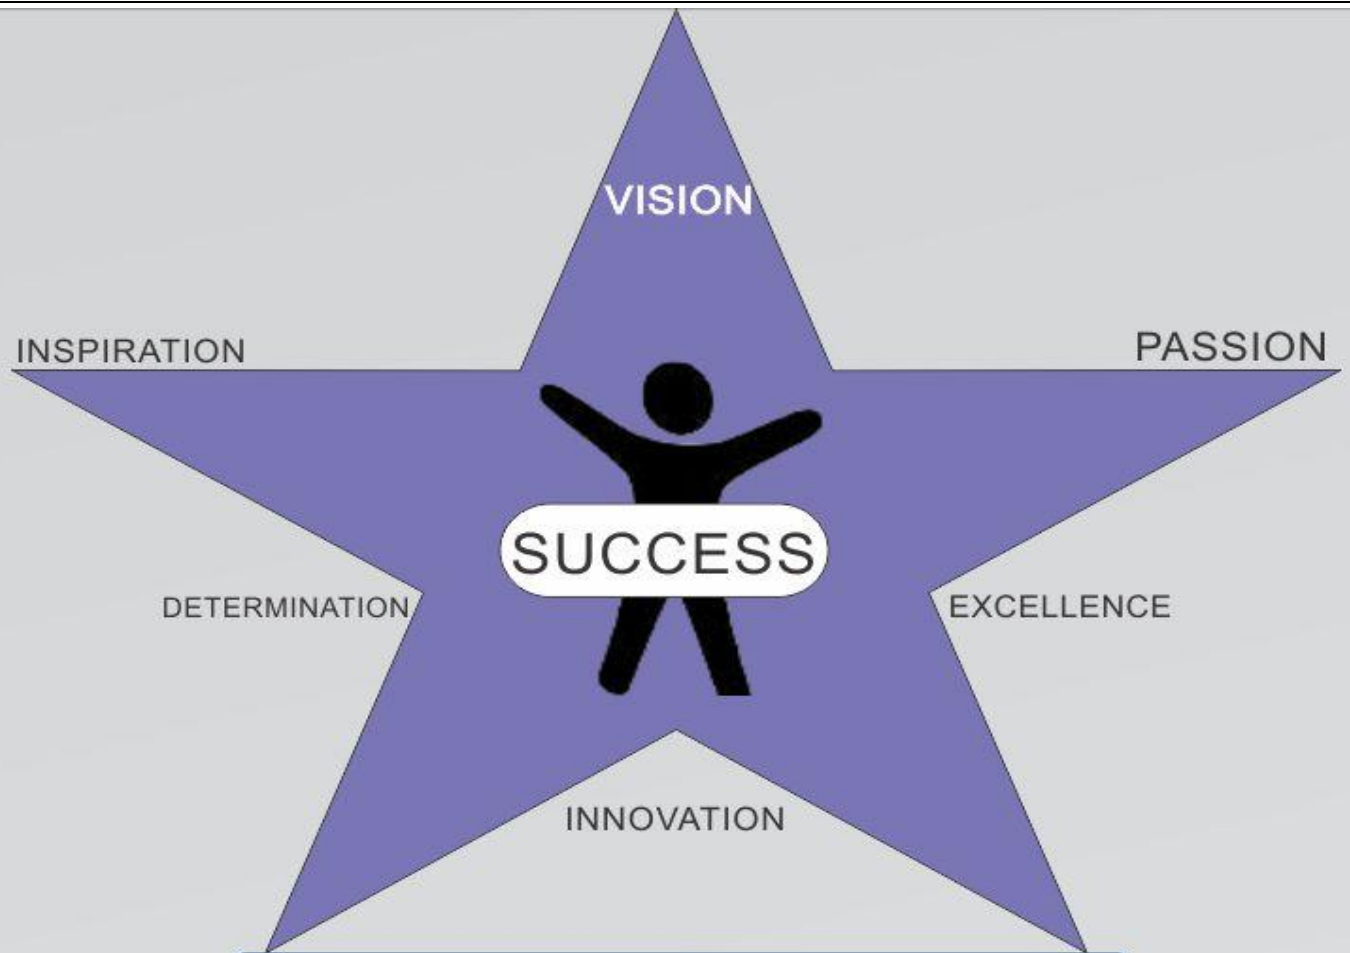 VISION
INSPIRATION
PASSION
SUCCESS
DETERMINATION
EXCELLENCE
INNOVATION